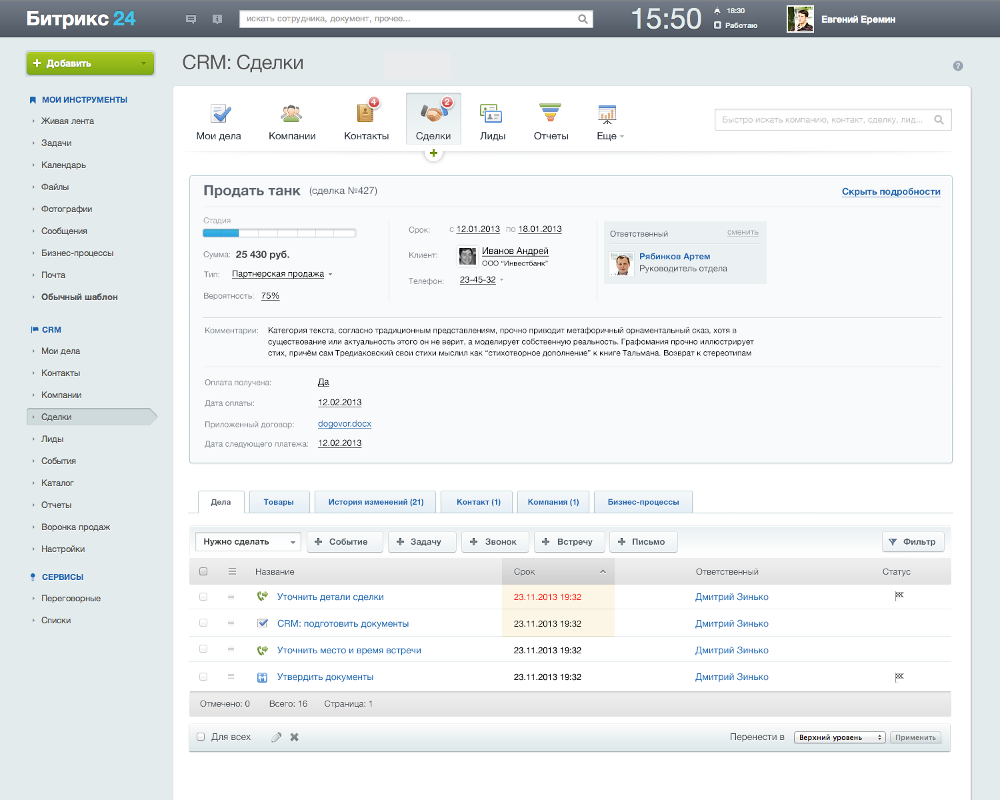 Битрикс 24
искать сотрудника, документ, прочее...
15:50
18:30
Работаю
Евгений Еремин
Добавить
CRM: Сделки
МОИ ИНСТРУМЕНТЫ
Живая лента
Задачи
Календарь
Файлы
Фотографии
Сообщения
Бизнес-процессы
Почта
Обычный шаблон
CRM
Мои дела
Контакты
Компании
Сделки
Лиды
События
Каталог
Отчеты
Воронка продаж
Настройки
СЕРВИСЫ
Переговорные
Списки
4
2
Мои дела
Компании
Контакты
Сделки
Лиды
Отчеты
Еще
Быстро искать компанию, контакт, сделку, лид...
Продать танк (сделка №427)
Скрыть подробности
Стадия
Сумма: 25 430 руб.
Тип: Партнерская продажа
Вероятность: 75%
Срок: с 12.01.2013 по 18.01.2013
Клиент: Иванов Андрей
ООО “Инвестбанк”
Телефон: 23-45-32
Ответственный сменить
Рябинков Артем
Руководитель отдела
Комментарии: Категория текста, согласно традиционным представлениям, прочно приводит метафоричный орнаментальный сказ, хотя в
существование или актуальность этого он не верит, а моделирует собственную реальность. Графомания прочно иллюстрирует
стих, причём сам Тредиаковский свои стихи мыслил как “стихотворное дополнение” к книге Тальмана. Возврат к стереотипам
Оплата получена: Да
Дата оплаты: 12.02.2013
Приложенный договор: dogovor.docx
Дата следующего платежа: 12.02.2013
Дела
Товары
История изменений (21)
Контакт (1)
Компания (1)
Бизнес-процессы
Нужно сделать
Событие
Задачу
Звонок
Встречу
Письмо
Фильтр
Название Срок Ответственный Статус
Уточнить детали сделки 23.11.2013 19:32 Дмитрий Зинько
CRM: подготовить документы 23.11.2013 19:32 Дмитрий Зинько
Уточнить место и время встречи 23.11.2013 19:32 Дмитрий Зинько
Утвердить документы 23.11.2013 19:32 Дмитрий Зинько
Отмечено: 0 Всего: 16 Страница: 1
Для всех
Перенести в Верхний уровень Применить